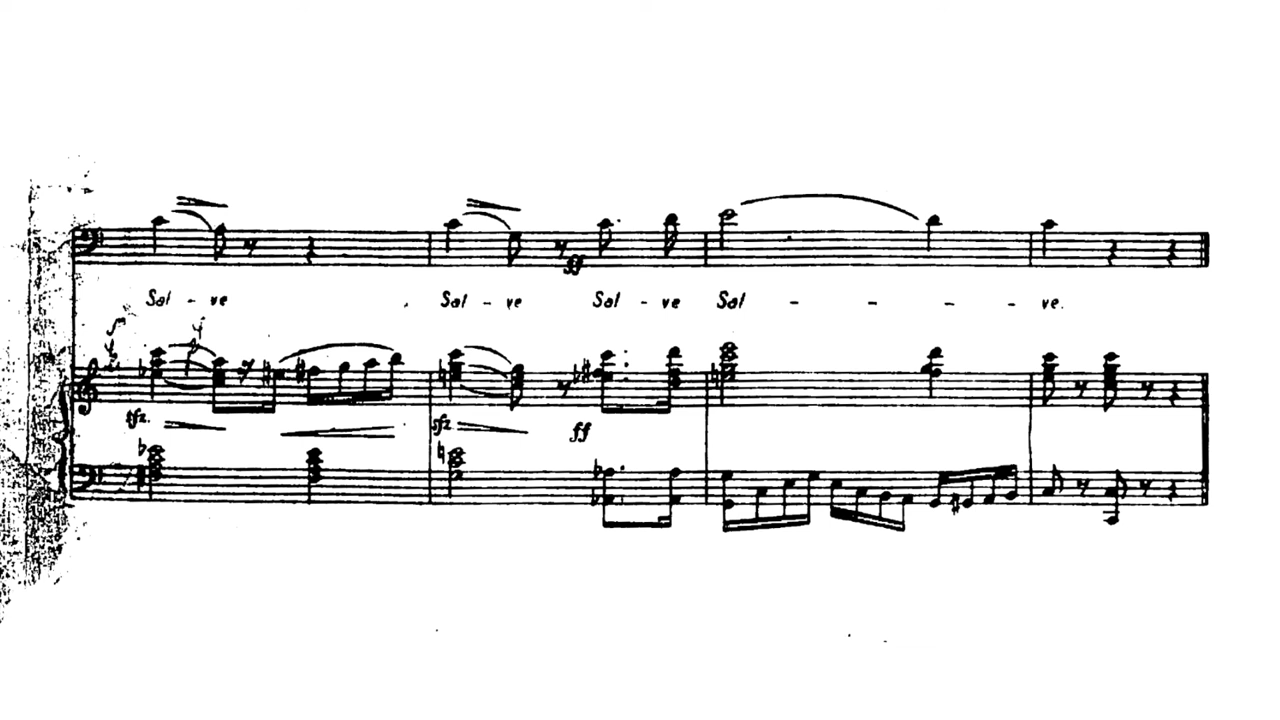 Sal - ve Sal - ve Sal - ve Sal - - - - ve.
ff
sfz. sfz ff